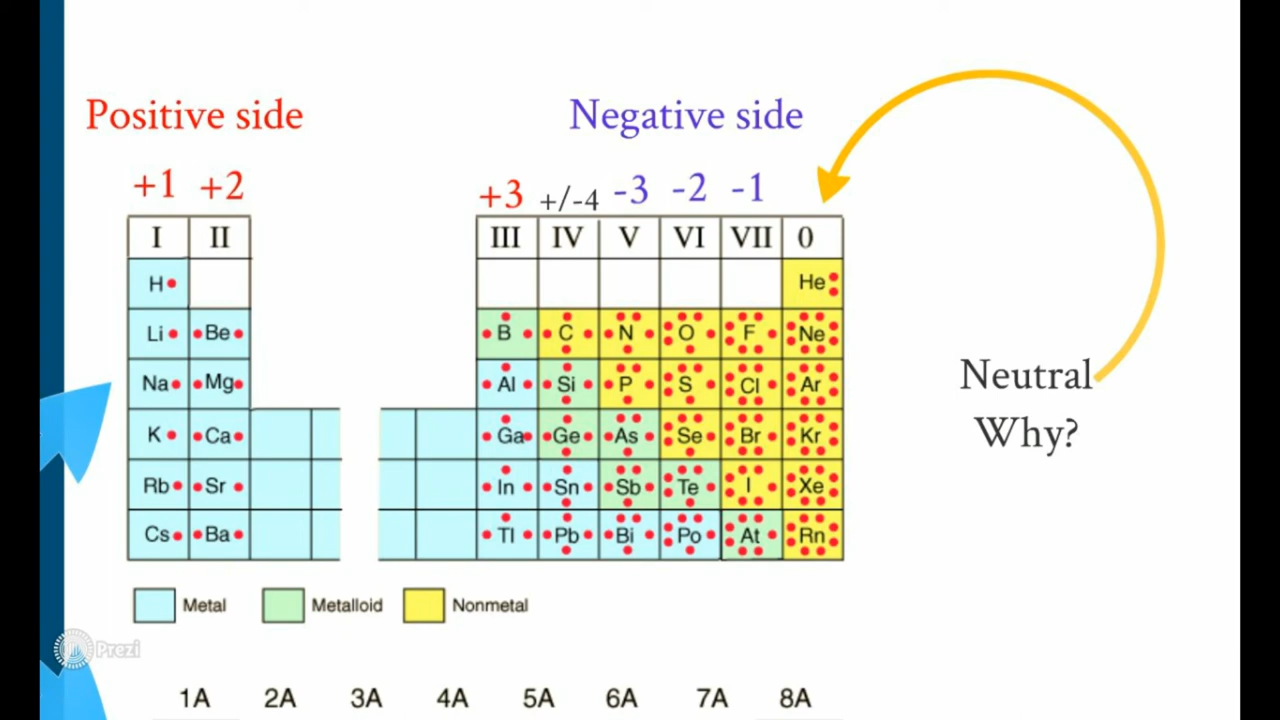 Positive side Negative side
+1 +2 +3 +/-4 -3 -2 -1
I II III IV V VI VII 0
H He
Li Be B C N O F Ne
Na Mg Al Si P S Cl Ar
K Ca Ga Ge As Se Br Kr
Rb Sr In Sn Sb Te I Xe
Cs Ba Tl Pb Bi Po At Rn
Neutral
Why?
Metal Metalloid Nonmetal
Prezi
1A 2A 3A 4A 5A 6A 7A 8A